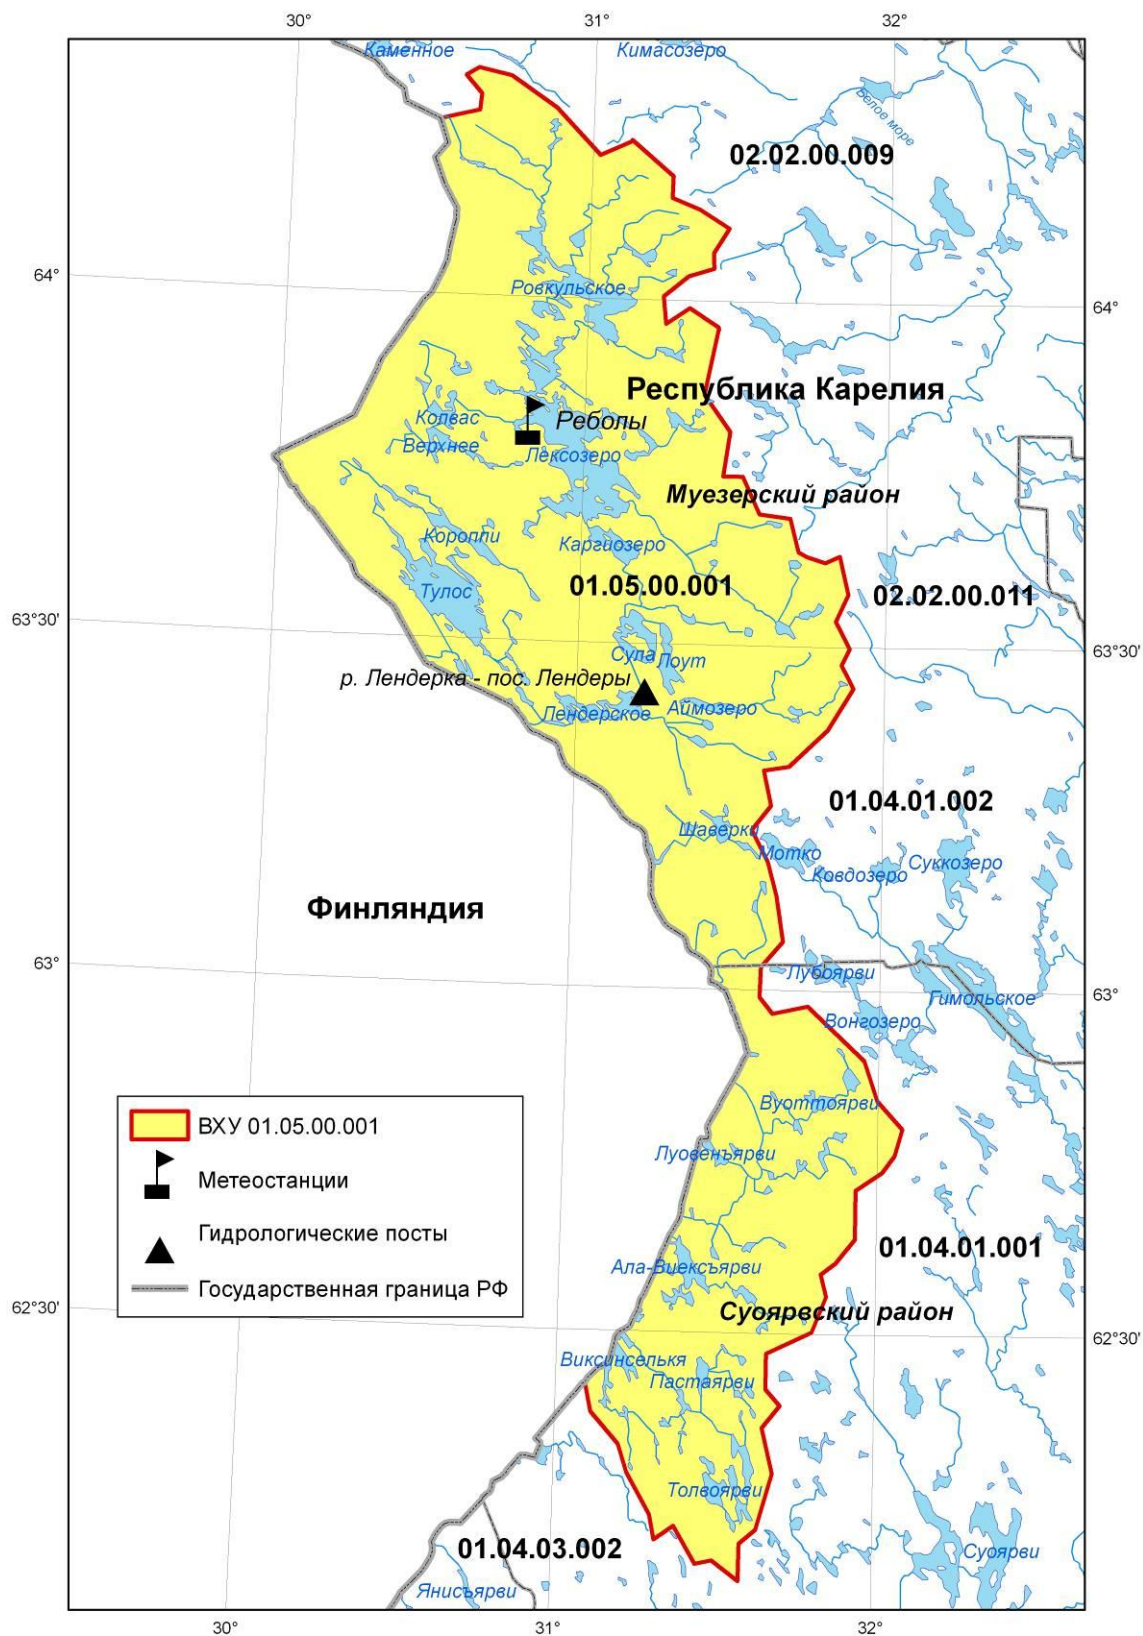 30°
31°
32°
Каменное
Кимасозеро
Белое море
02.02.00.009
64°
64°
Ровкульское
Республика Карелия
Колвас
Реболы
Верхнее
Лексозеро
Муезерский район
Короппи
Каргиозеро
Тулос
01.05.00.001
02.02.00.011
63°30'
63°30'
Сула
Лоут
р. Лендерка - пос. Лендеры
Лендерское
Аймозеро
01.04.01.002
Шаверки
Мотко
Ковдозеро
Суккозеро
Финляндия
63°
63°
Лубоярви
Гимольское
Вонгозеро
Вуоттоярви
Луовенъярви
ВХУ 01.05.00.001
Метеостанции
Гидрологические посты
Государственная граница РФ
01.04.01.001
Ала-Виексъярви
62°30'
62°30'
Суоярвский район
Виксинселькя
Пастаярви
Толвоярви
01.04.03.002
Суоярви
Янисъярви
30°
31°
32°